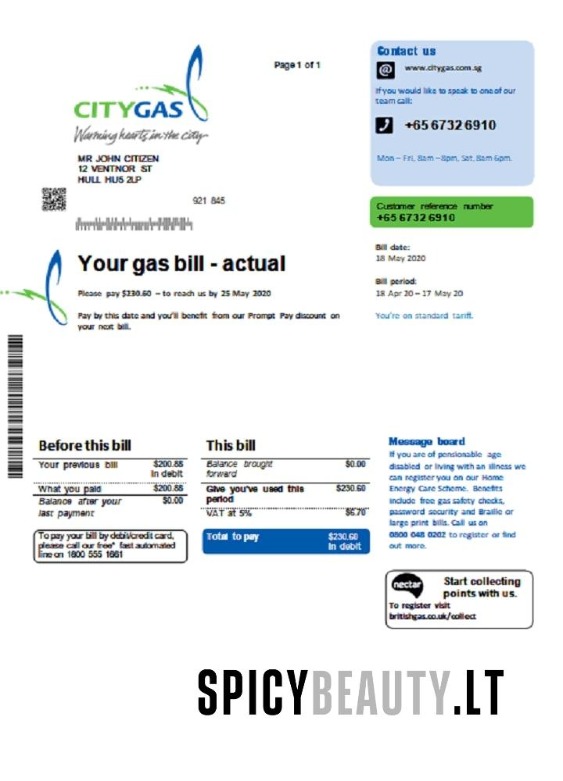 Page 1 of 1
CITYGAS
Warming hearts in the city
MR JOHN CITIZEN
12 VENTNOR ST
HULL HU5 2LP
921 845
Contact us
@
www.citygas.com.sg
If you would like to speak to one of our
team call:
+65 6732 6910
Mon – Fri, 8am – 8pm, Sat, 8am 6pm.
Customer reference number
+65 6732 6910
Bill date:
18 May 2020
Bill period:
18 Apr 20 – 17 May 20
You're on standard tariff.
Your gas bill - actual
Please pay $230.60 – to reach us by 25 May 2020
Pay by this date and you'll benefit from our Prompt Pay discount on
your next bill.
Before this bill
Your previous bill $200.88
In debit
What you paid $200.88
Balance after your $0.00
last payment
To pay your bill by debit/credit card,
please call our free* fast automated
line on 1800 555 1661
This bill
Balance brought $0.00
forward
Give you've used this $230.60
period
VAT at 5% $6.70
Total to pay $230.60
In debit
Message board
If you are of pensionable age
disabled or living with an illness we
can register you on our Home
Energy Care Scheme. Benefits
include free gas safety checks,
password security and Braille or
large print bills. Call us on
0800 048 0202 to register or find
out more.
nectar
Start collecting
points with us.
To register visit
britishgas.co.uk/collect
SPICYBEAUTY.LT